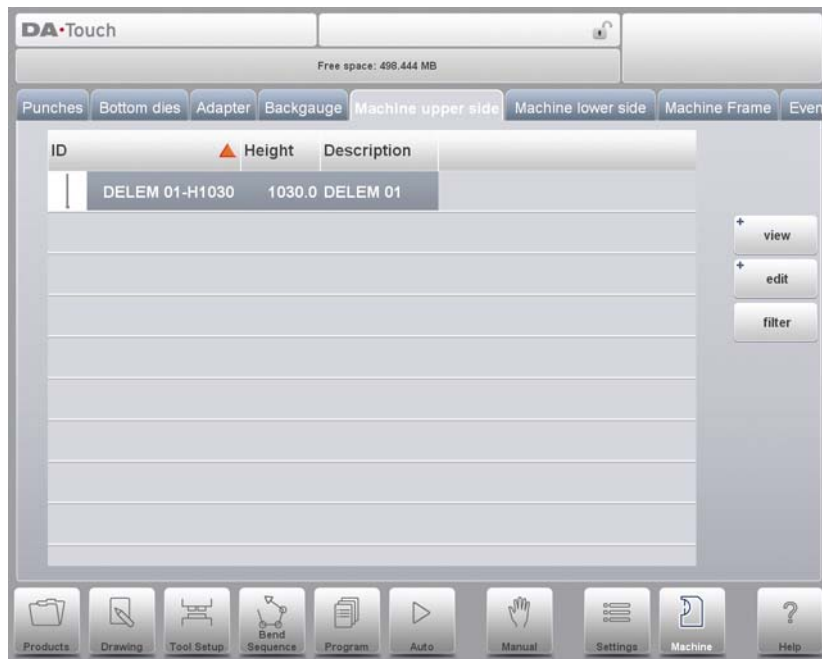 DA•Touch
Free space: 498.444 MB
Punches Bottom dies Adapter Backgauge Machine upper side Machine lower side Machine Frame Even
ID Height Description
DELEM 01-H1030 1030.0 DELEM 01
view
edit
filter
Products Drawing Tool Setup Bend Sequence Program Auto Manual Settings Machine Help